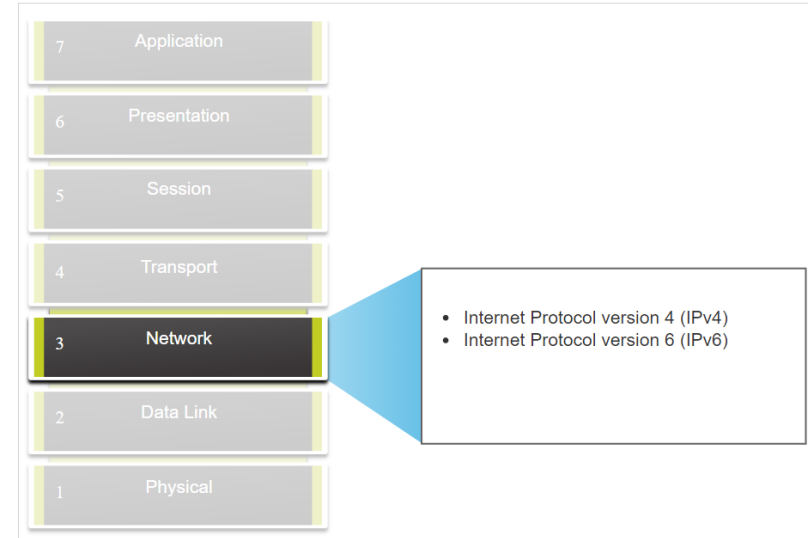 7 Application
6 Presentation
5 Session
4 Transport
3 Network
2 Data Link
1 Physical
• Internet Protocol version 4 (IPv4)
• Internet Protocol version 6 (IPv6)